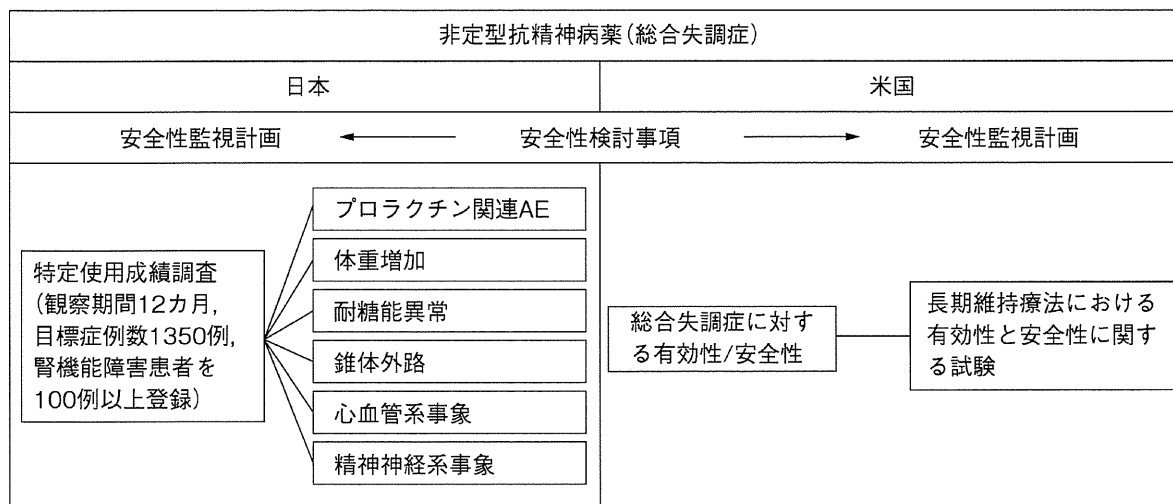 非定型抗精神病薬(総合失調症)
日本
米国
安全性監視計画
安全性検討事項
安全性監視計画
特定使用成績調査
(観察期間12カ月,
目標症例数1350例,
腎機能障害患者を
100例以上登録)
プロラクチン関連AE
体重増加
耐糖能異常
錐体外路
心血管系事象
精神神経系事象
総合失調症に対す
る有効性/安全性
長期維持療法における
有効性と安全性に関す
る試験